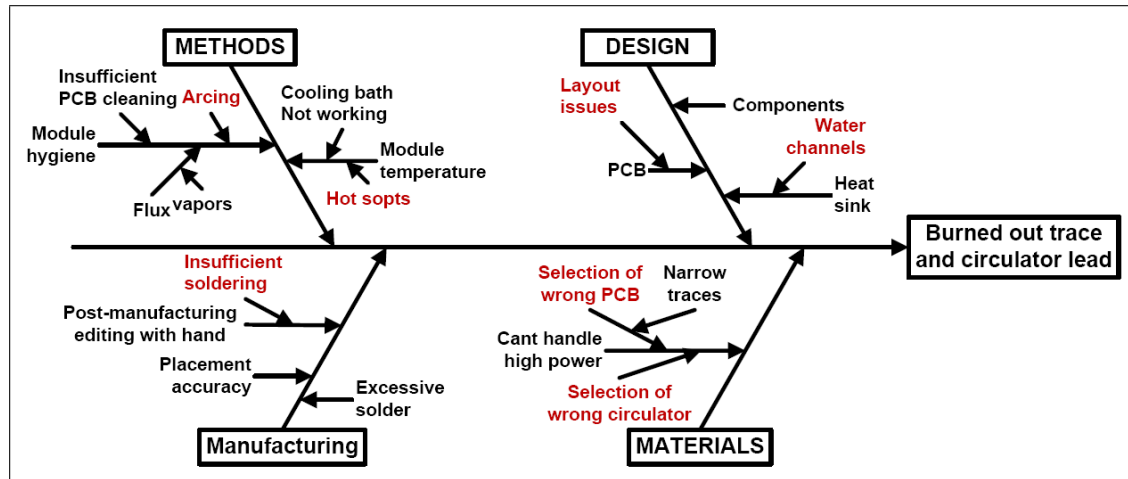 METHODS
DESIGN
Insufficient
PCB cleaning
Arcing
Cooling bath
Not working
Module
hygiene
Module
temperature
Flux
vapors
Hot sopts
Layout
issues
Components
Water
channels
PCB
Heat
sink
Burned out trace
and circulator lead
Insufficient
soldering
Post-manufacturing
editing with hand
Placement
accuracy
Excessive
solder
Selection of
wrong PCB
Narrow
traces
Cant handle
high power
Selection of
wrong circulator
Manufacturing
MATERIALS